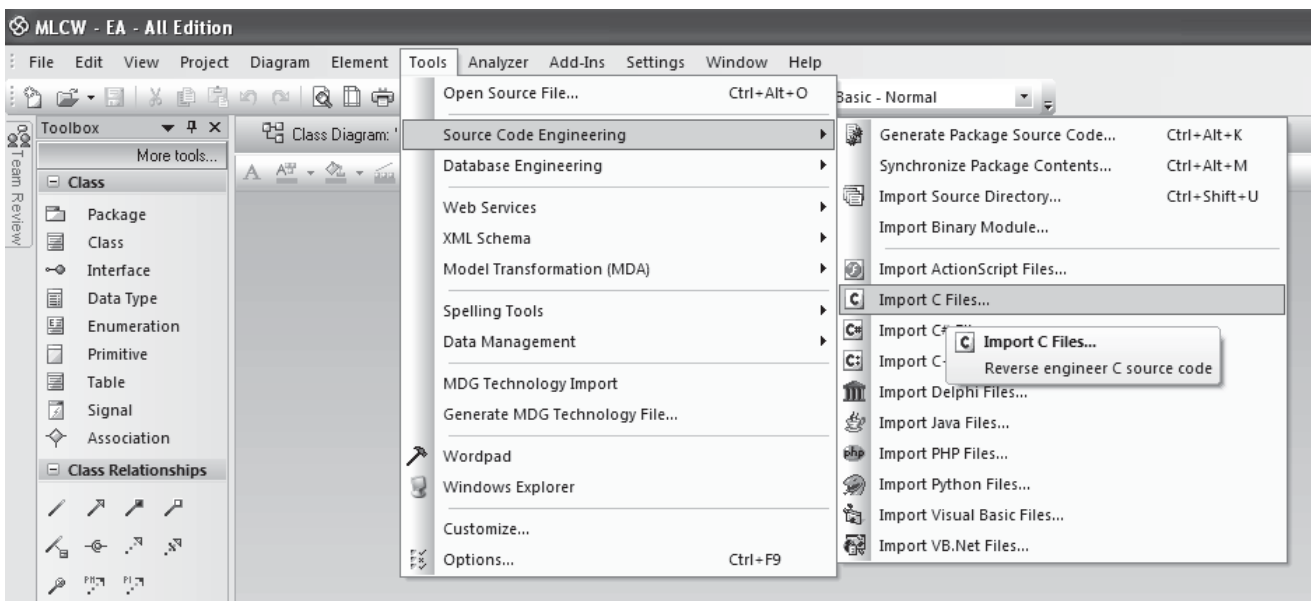 MLCW - EA - All Edition
File Edit View Project Diagram Element Tools Analyzer Add-Ins Settings Window Help
Basic - Normal
Team Review
Toolbox
More tools...
Class
Package
Class
Interface
Data Type
Enumeration
Primitive
Table
Signal
Association
Class Relationships
Class Diagram: '
Open Source File... Ctrl+Alt+O
Source Code Engineering
Database Engineering
Web Services
XML Schema
Model Transformation (MDA)
Spelling Tools
Data Management
MDG Technology Import
Generate MDG Technology File...
Wordpad
Windows Explorer
Customize...
Options... Ctrl+F9
Generate Package Source Code... Ctrl+Alt+K
Synchronize Package Contents... Ctrl+Alt+M
Import Source Directory... Ctrl+Shift+U
Import Binary Module...
Import ActionScript Files...
Import C Files...
Import C#
Import C
Import C Files...
Reverse engineer C source code
Import Delphi Files...
Import Java Files...
Import PHP Files...
Import Python Files...
Import Visual Basic Files...
Import VB.Net Files...